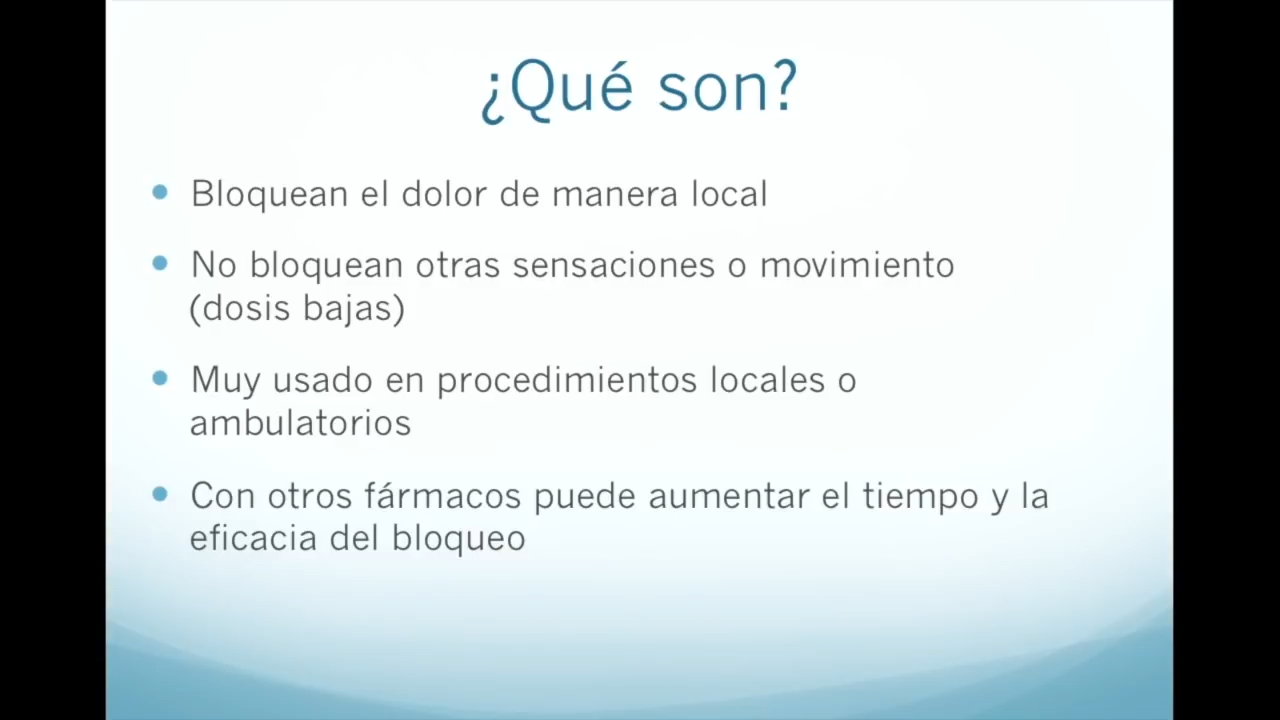 ¿Qué son?
Bloquean el dolor de manera local
No bloquean otras sensaciones o movimiento
(dosis bajas)
Muy usado en procedimientos locales o
ambulatorios
Con otros fármacos puede aumentar el tiempo y la
eficacia del bloqueo